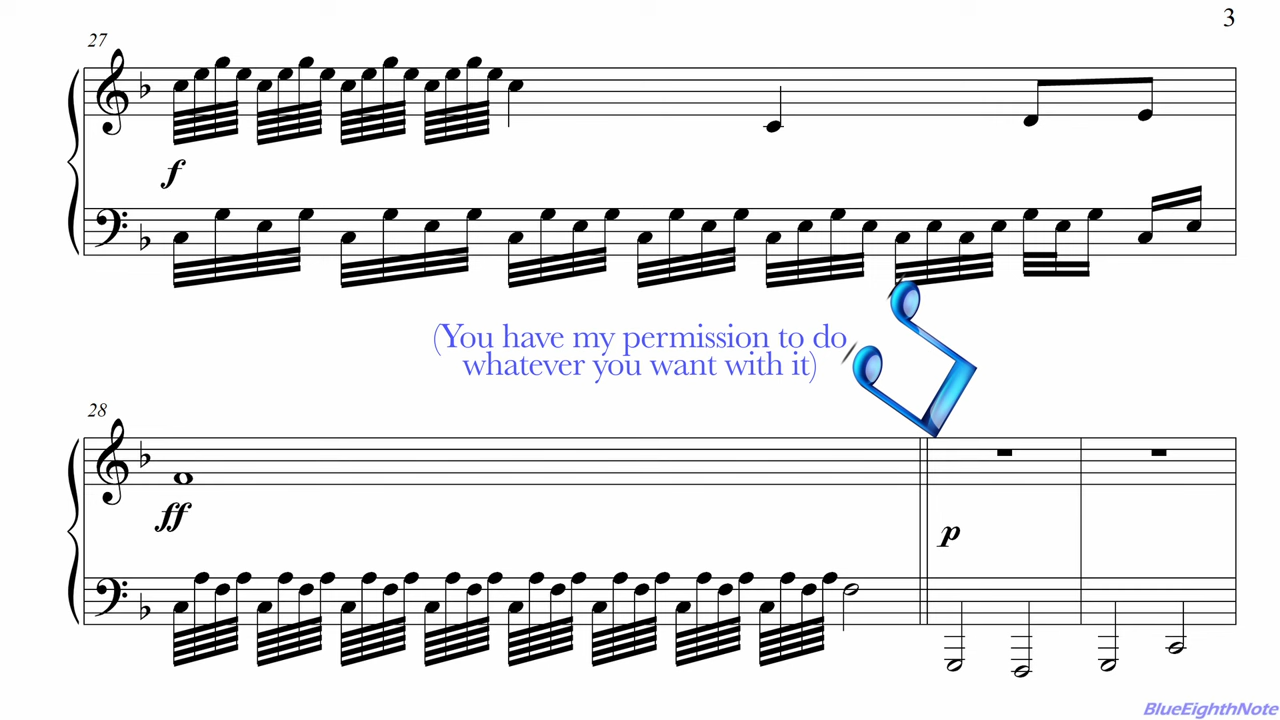 3
27
f
(You have my permission to do
whatever you want with it)
28
ff
p
BlueEighthNote